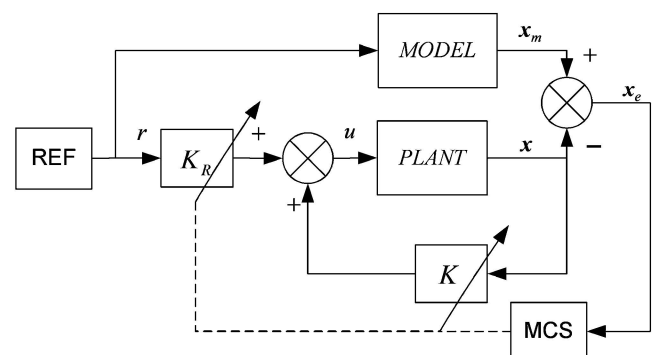 x_m
MODEL
+
x_e
REF
r
K_R
+
u
PLANT
x
−
+
K
MCS